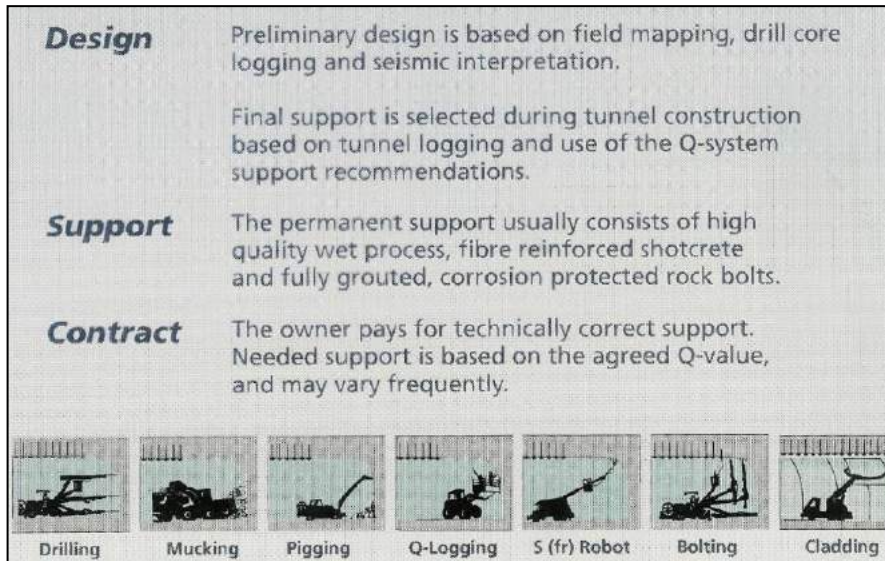 Design
Preliminary design is based on field mapping, drill core
logging and seismic interpretation.
Final support is selected during tunnel construction
based on tunnel logging and use of the Q-system
support recommendations.
Support
The permanent support usually consists of high
quality wet process, fibre reinforced shotcrete
and fully grouted, corrosion protected rock bolts.
Contract
The owner pays for technically correct support.
Needed support is based on the agreed Q-value,
and may vary frequently.
Drilling
Mucking
Pigging
Q-Logging
S (fr) Robot
Bolting
Cladding